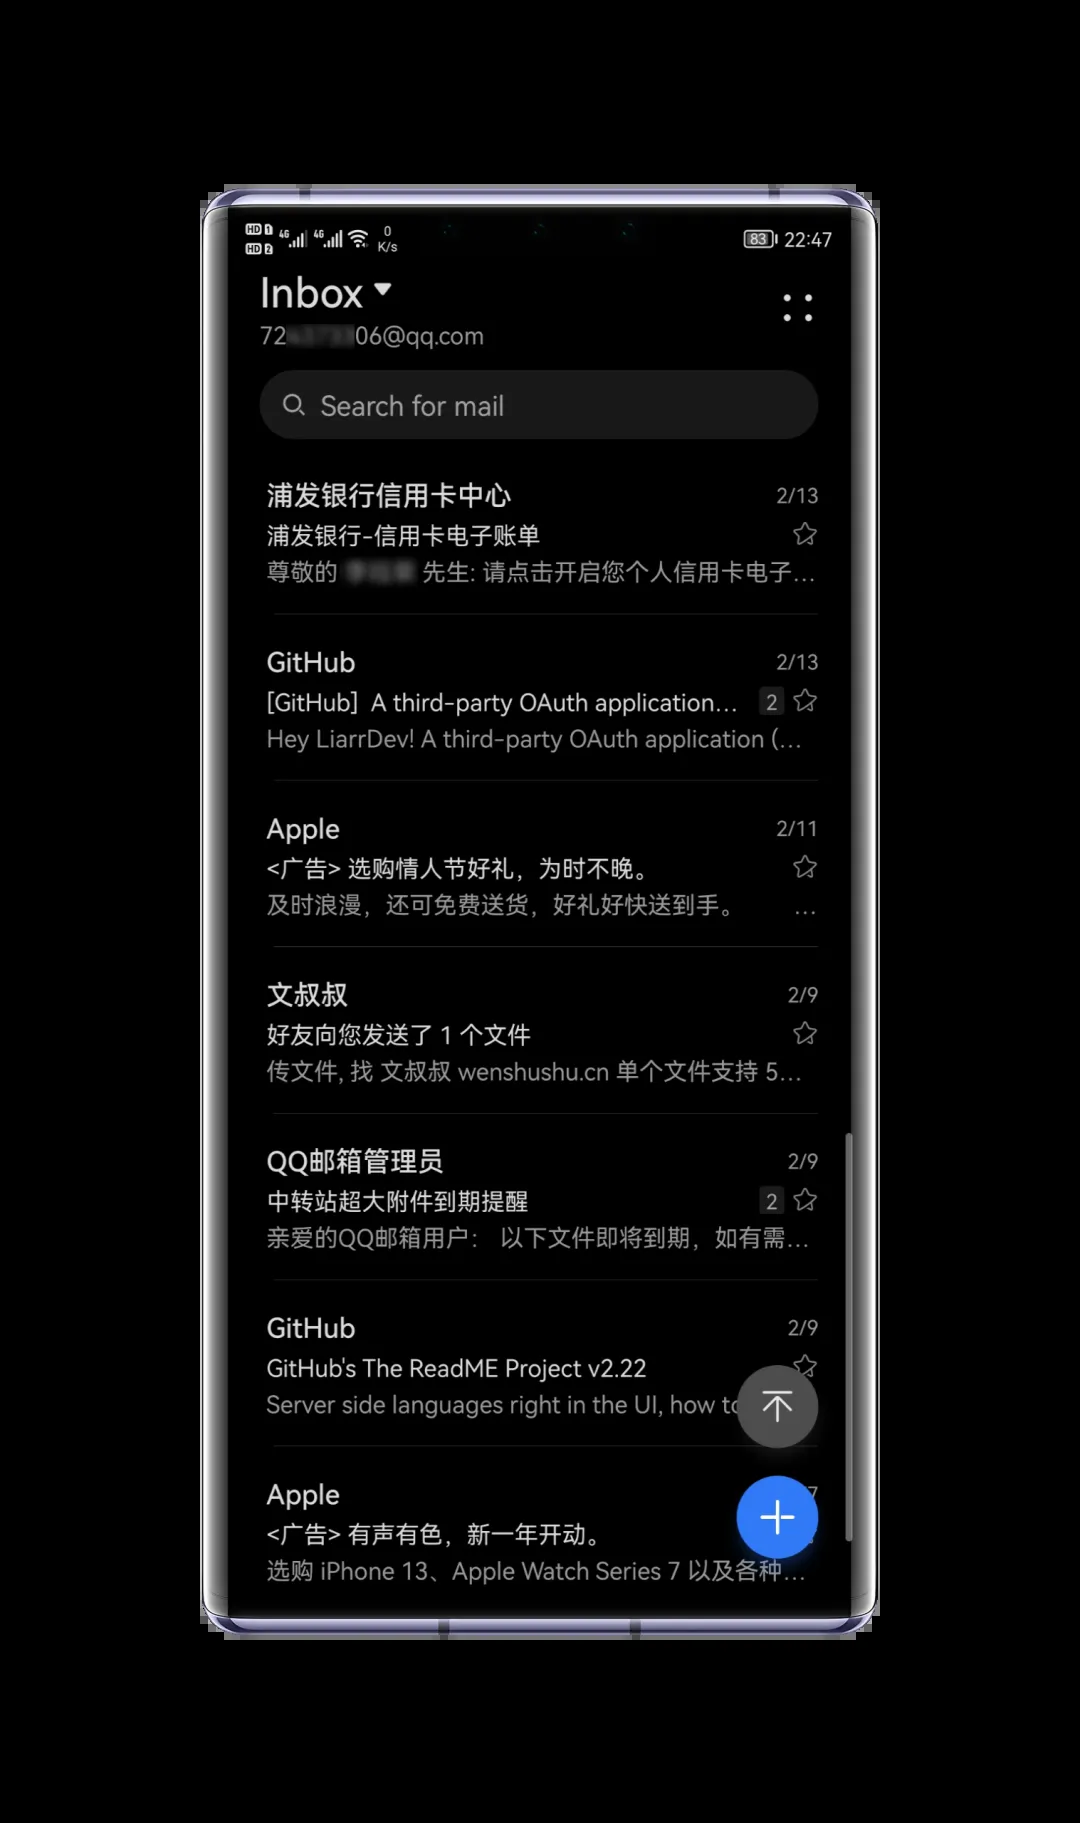 HD 1 4G 4G 0 83 22:47
HD 2 K/s
Inbox
72 06@qq.com
Search for mail
浦发银行信用卡中心 2/13
浦发银行-信用卡电子账单
尊敬的 先生: 请点击开启您个人信用卡电子...
GitHub 2/13
[GitHub] A third-party OAuth application... 2
Hey LiarrDev! A third-party OAuth application (...
Apple 2/11
<广告> 选购情人节好礼，为时不晚。
及时浪漫，还可免费送货，好礼好快送到手。 ...
文叔叔 2/9
好友向您发送了 1 个文件
传文件, 找 文叔叔 wenshushu.cn 单个文件支持 5...
QQ邮箱管理员 2/9
中转站超大附件到期提醒 2
亲爱的QQ邮箱用户： 以下文件即将到期，如有需...
GitHub 2/9
GitHub's The ReadME Project v2.22
Server side languages right in the UI, how to
Apple 7
<广告> 有声有色，新一年开动。
选购 iPhone 13、Apple Watch Series 7 以及各种...